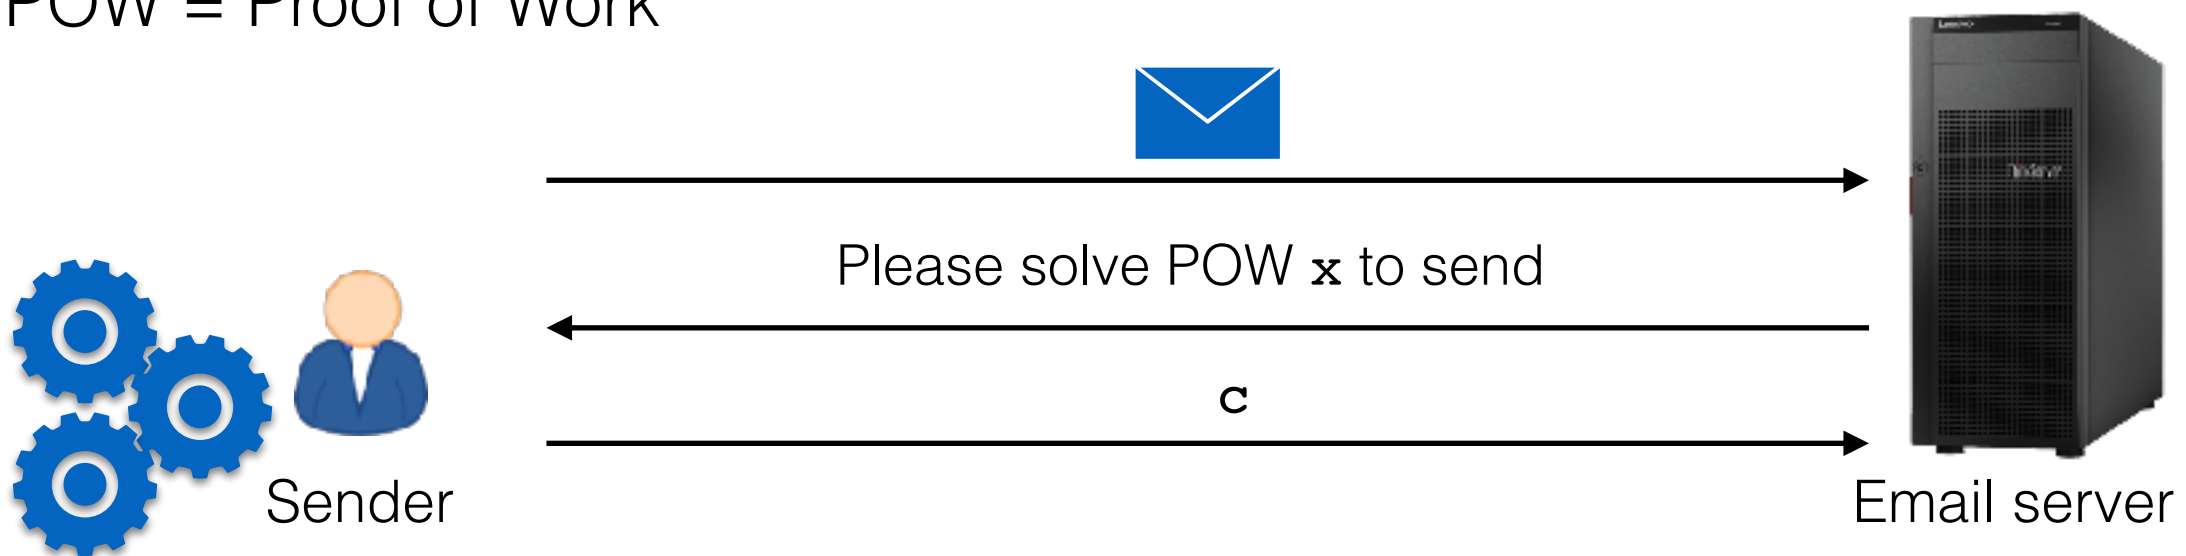 POW = Proof of Work
Please solve POW x to send
c
Sender
Email server